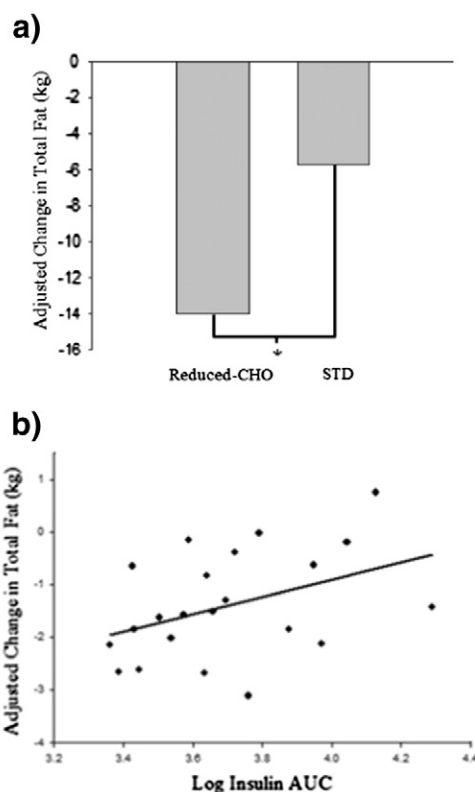 a)
Adjusted Change in Total Fat (kg)
0
-2
-4
-6
-8
-10
-12
-14
-16
*
Reduced-CHO STD
b)
Adjusted Change in Total Fat (kg)
1
0
-1
-2
-3
-4
3.2 3.4 3.6 3.8 4.0 4.2 4.4
Log Insulin AUC